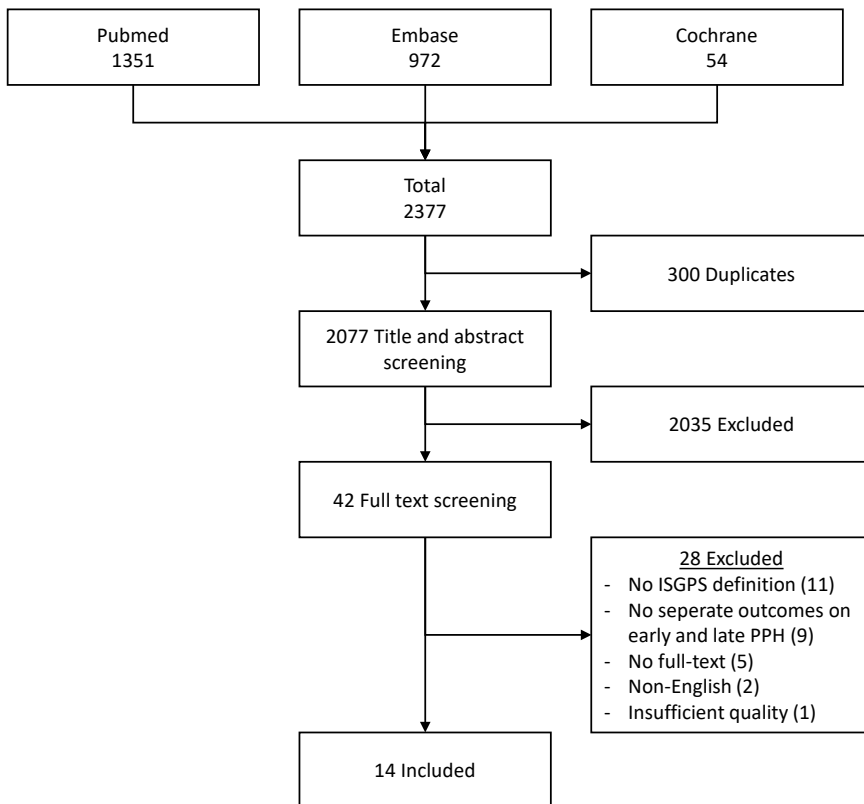 Pubmed
1351
Embase
972
Cochrane
54
Total
2377
300 Duplicates
2077 Title and abstract
screening
2035 Excluded
42 Full text screening
28 Excluded
- No ISGPS definition (11)
- No seperate outcomes on
early and late PPH (9)
- No full-text (5)
- Non-English (2)
- Insufficient quality (1)
14 Included